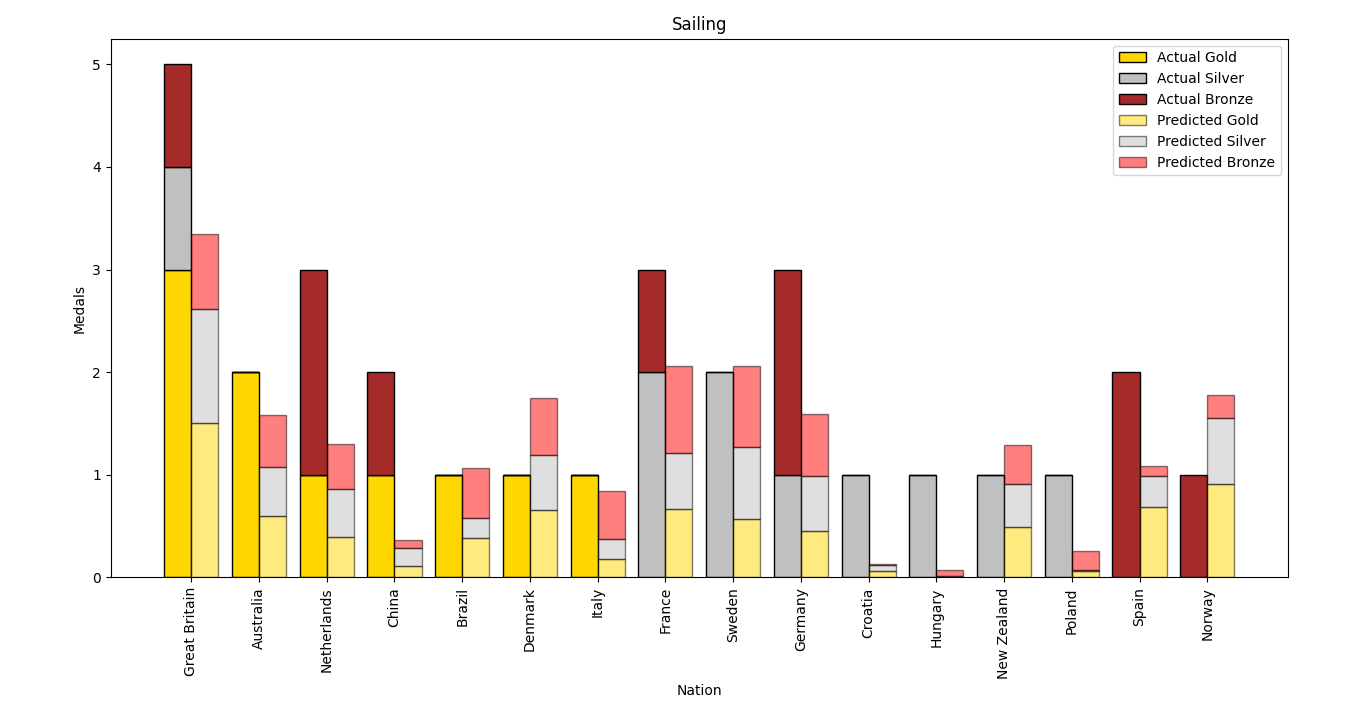 Sailing
Actual Gold
Actual Silver
Actual Bronze
Predicted Gold
Predicted Silver
Predicted Bronze
5
4
3
2
1
0
Medals
Great Britain
Australia
Netherlands
China
Brazil
Denmark
Italy
France
Sweden
Germany
Croatia
Hungary
New Zealand
Poland
Spain
Norway
Nation